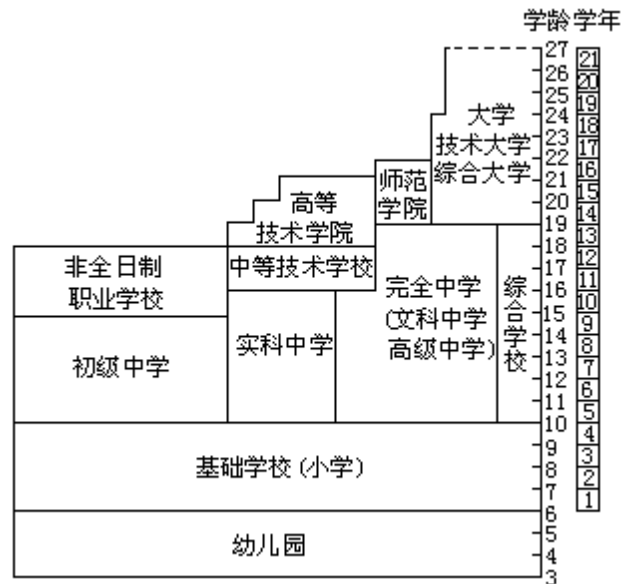 学龄 学年
27
26
25
24
23
22
21
20
19
18
17
16
15
14
13
12
11
10
9
8
7
6
5
4
3
21
20
19
18
17
16
15
14
13
12
11
10
9
8
7
6
5
4
3
2
1
大学
技术大学
综合大学
师范
学院
高等
技术学院
非全日制
职业学校
中等技术学校
完全中学
(文科中学
高级中学)
综合学校
实科中学
初级中学
基础学校(小学)
幼儿园